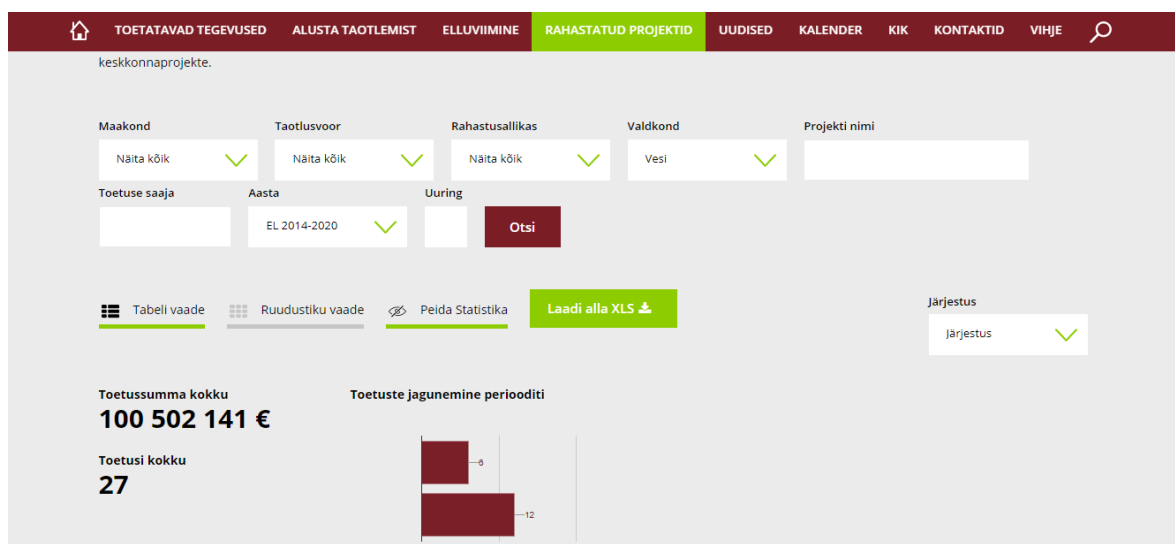 TOETATAVAD TEGEVUSED ALUSTA TAOTLEMIST ELLUVIIMINE RAHASTATUD PROJEKTID UUDISED KALENDER KIK KONTAKTID VIHJE
keskkonnaprojekte.
Maakond Taotlusvoor Rahastusallikas Valdkond Projekti nimi
Näita kõik Näita kõik Näita kõik Vesi
Toetuse saaja Aasta Uuring
EL 2014-2020 Otsi
Tabeli vaade Ruudustiku vaade Peida Statistika Laadi alla XLS
Järjestus
Järjestus
Toetussumma kokku Toetuste jagunemine periooditi
100 502 141 €
Toetusi kokku
27
6
12